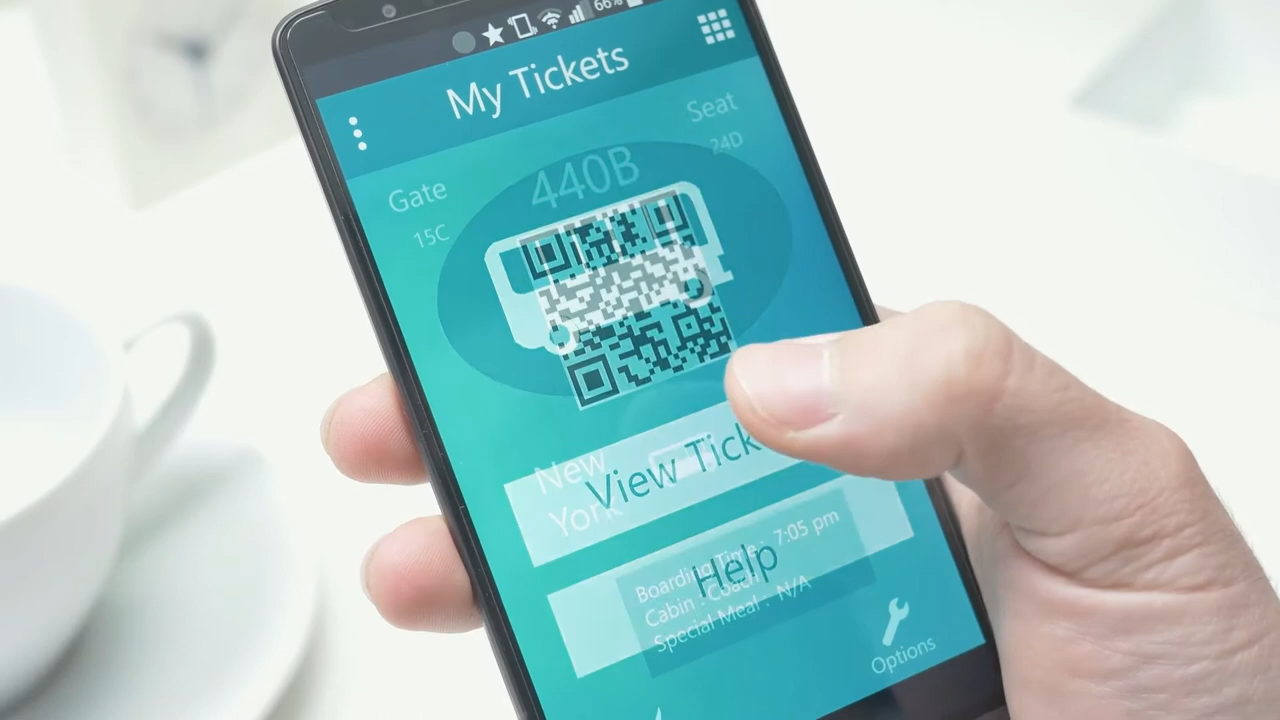 66%
My Tickets
Seat
24D
Gate
15C
440B
View Tick
New
York
Help
Boarding Time : 7:05 pm
Cabin : Coach
Special Meal : N/A
Options